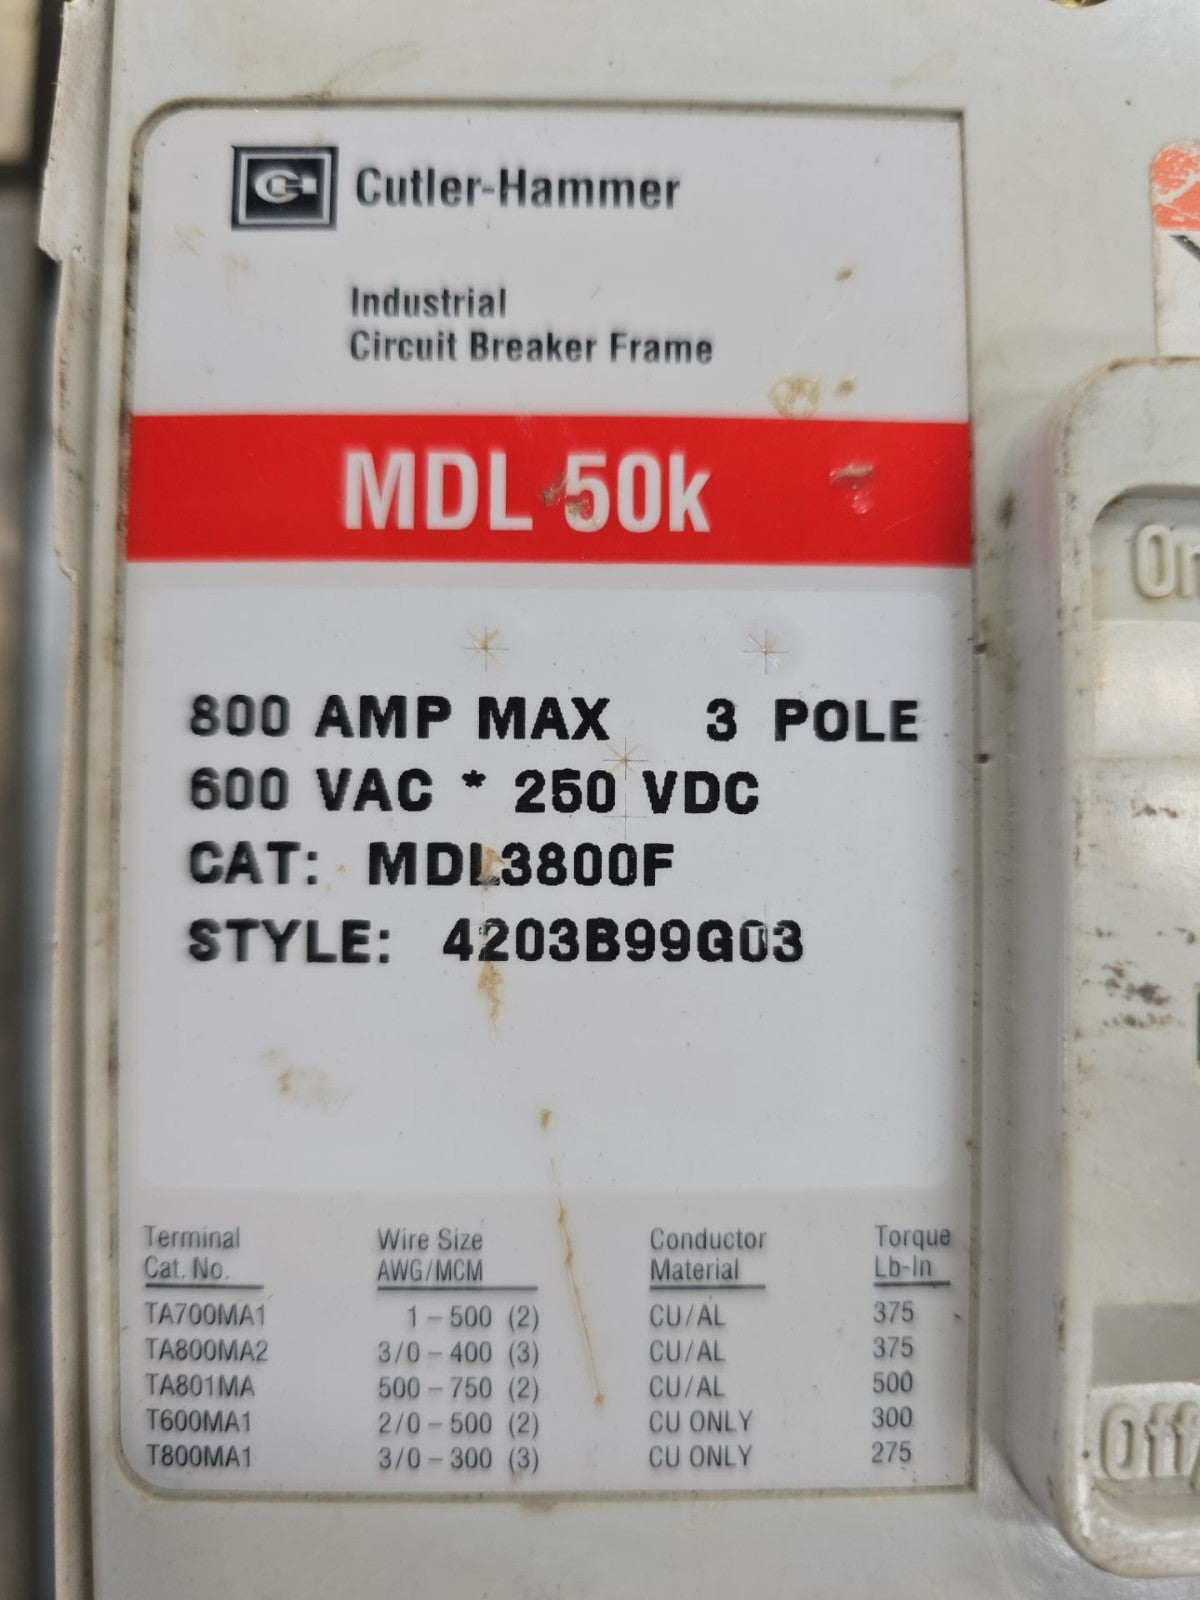 CH Cutler-Hammer
Industrial
Circuit Breaker Frame
MDL 50k
800 AMP MAX 3 POLE
600 VAC * 250 VDC
CAT: MDL3800F
STYLE: 4203B99G03
Terminal Cat. No. Wire Size AWG/MCM Conductor Material Torque Lb-In
TA700MA1 1 – 500 (2) CU/AL 375
TA800MA2 3/0 – 400 (3) CU/AL 375
TA801MA 500 – 750 (2) CU/AL 500
T600MA1 2/0 – 500 (2) CU ONLY 300
T800MA1 3/0 – 300 (3) CU ONLY 275
On
Off/